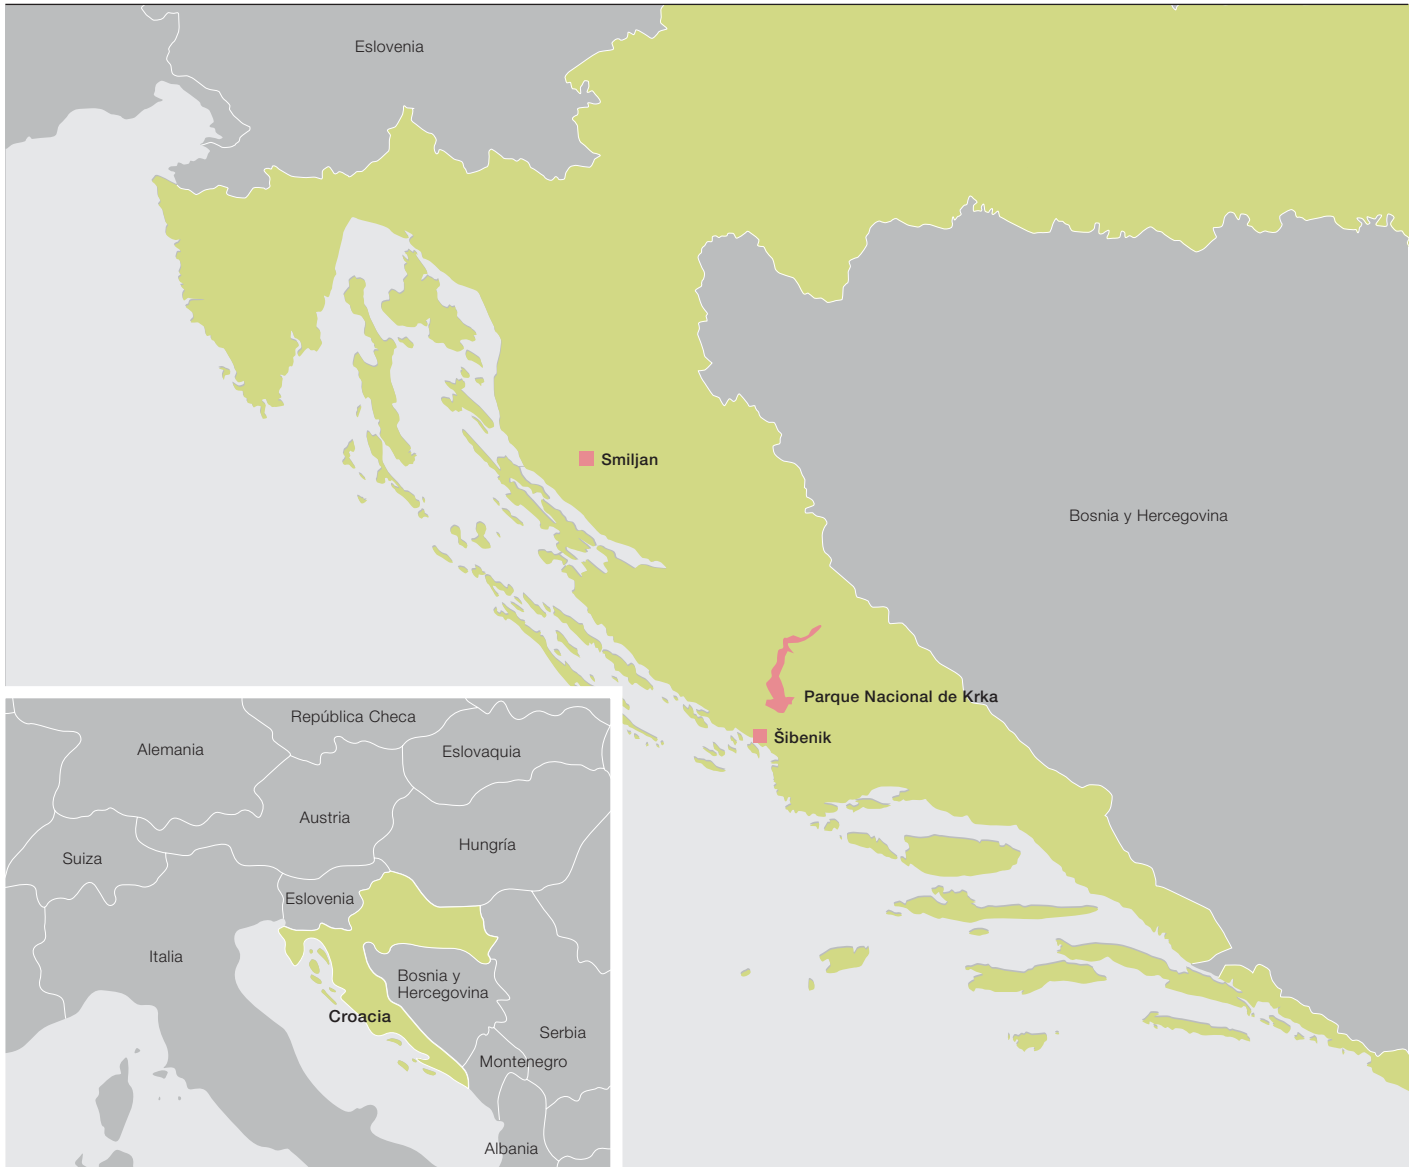 Eslovenia
Smiljan
Bosnia y Hercegovina
Parque Nacional de Krka
Šibenik
República Checa
Alemania
Eslovaquia
Austria
Hungría
Suiza
Eslovenia
Italia
Bosnia y
Hercegovina
Croacia
Serbia
Montenegro
Albania